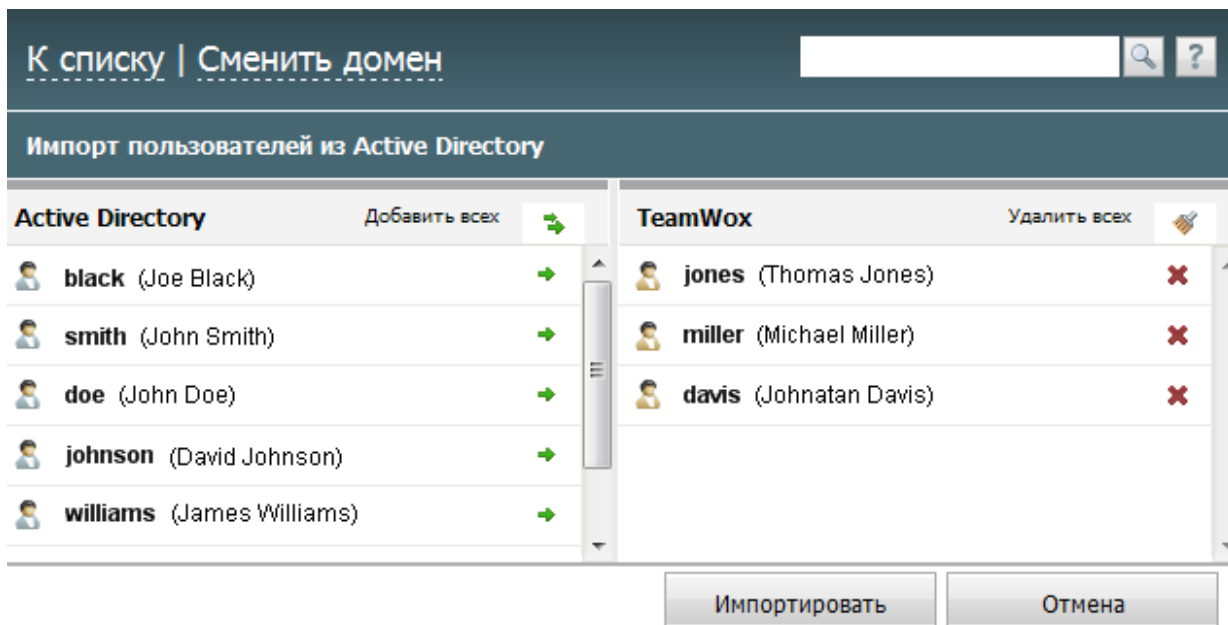 К списку | Сменить домен
?
Импорт пользователей из Active Directory
Active Directory Добавить всех
black (Joe Black)
smith (John Smith)
doe (John Doe)
johnson (David Johnson)
williams (James Williams)
TeamWox Удалить всех
jones (Thomas Jones)
miller (Michael Miller)
davis (Johnatan Davis)
Импортировать Отмена